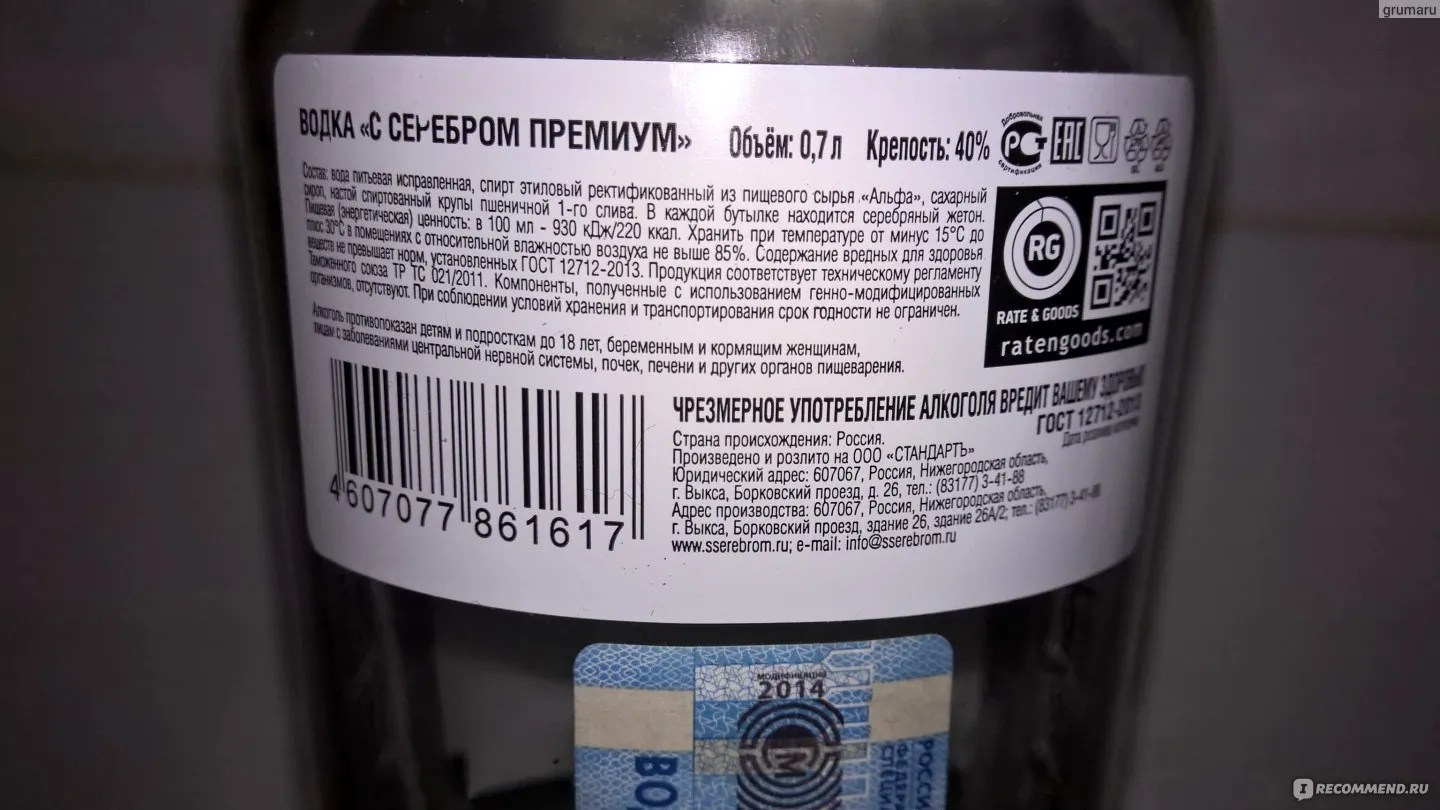 grumaru
ВОДКА «С СЕРЕБРОМ ПРЕМИУМ» Объём: 0,7 л Крепость: 40%
Добровольная
РСТ
сертификация
EAC
Состав: вода питьевая исправленная, спирт этиловый ректификованный из пищевого сырья «Альфа», сахарный
сироп, настой спиртованный крупы пшеничной 1-го слива. В каждой бутылке находится серебряный жетон.
Пищевая (энергетическая) ценность: в 100 мл - 930 кДж/220 ккал. Хранить при температуре от минус 15°С до
плюс 30°С в помещениях с относительной влажностью воздуха не выше 85%. Содержание вредных для здоровья
веществ не превышает норм, установленных ГОСТ 12712-2013. Продукция соответствует техническому регламенту
Таможенного союза ТР ТС 021/2011. Компоненты, полученные с использованием генно-модифицированных
организмов, отсутствуют. При соблюдении условий хранения и транспортирования срок годности не ограничен.
RG
RATE & GOODS
ratengoods.com
Алкоголь противопоказан детям и подросткам до 18 лет, беременным и кормящим женщинам,
лицам с заболеваниями центральной нервной системы, почек, печени и других органов пищеварения.
ЧРЕЗМЕРНОЕ УПОТРЕБЛЕНИЕ АЛКОГОЛЯ ВРЕДИТ ВАШЕМУ ЗДОРОВЬЮ
ГОСТ 12712-2013
Страна происхождения: Россия.
Произведено и розлито на ООО «СТАНДАРТЪ»
Юридический адрес: 607067, Россия, Нижегородская область,
г. Выкса, Борковский проезд, д. 26, тел.: (83177) 3-41-88
Адрес производства: 607067, Россия, Нижегородская область,
г. Выкса, Борковский проезд, здание 26, здание 26А/2; тел.: (83177) 3-41-88
www.sserebrom.ru; e-mail: info@sserebrom.ru
4 607077 861617
МОДИФИКАЦИЯ
2014
ВО
РОССИ
ФЕДЕР
СПЕЦИ
IRECOMMEND.RU